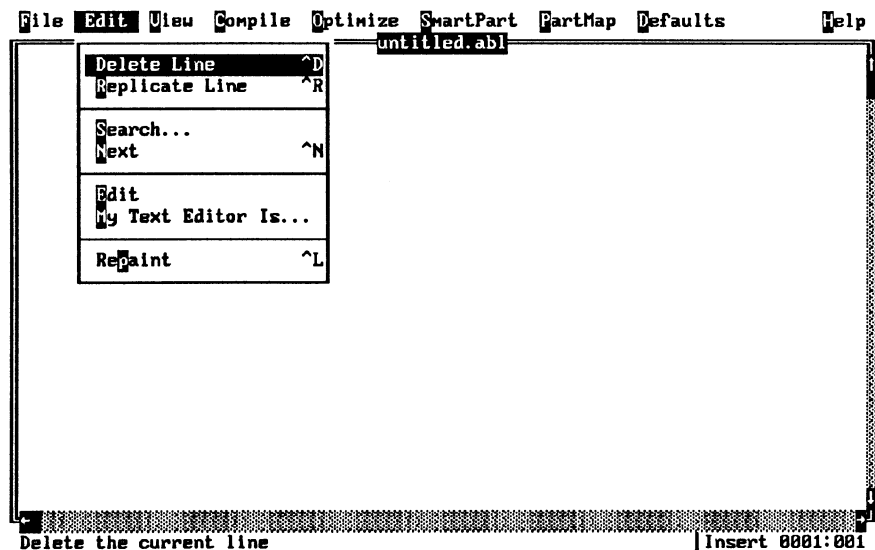 File Edit View Compile Optimize SmartPart PartMap Defaults Help
untitled.abl
Delete Line ^D
Replicate Line ^R
Search...
Next ^N
Edit
My Text Editor Is...
Repaint ^L
Delete the current line Insert 0001:001